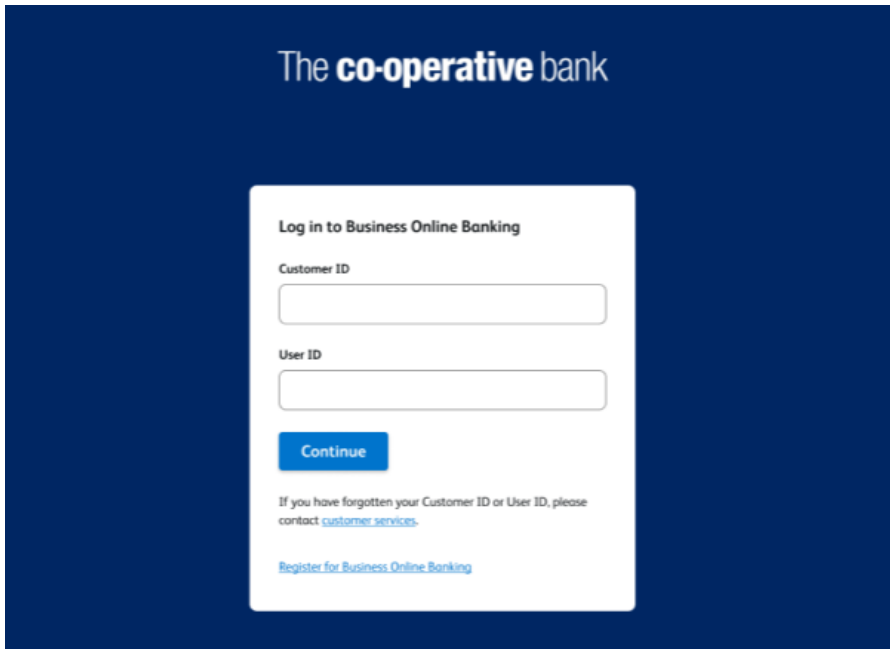 The co-operative bank
Log in to Business Online Banking
Customer ID
User ID
Continue
If you have forgotten your Customer ID or User ID, please
contact customer services.
Register for Business Online Banking